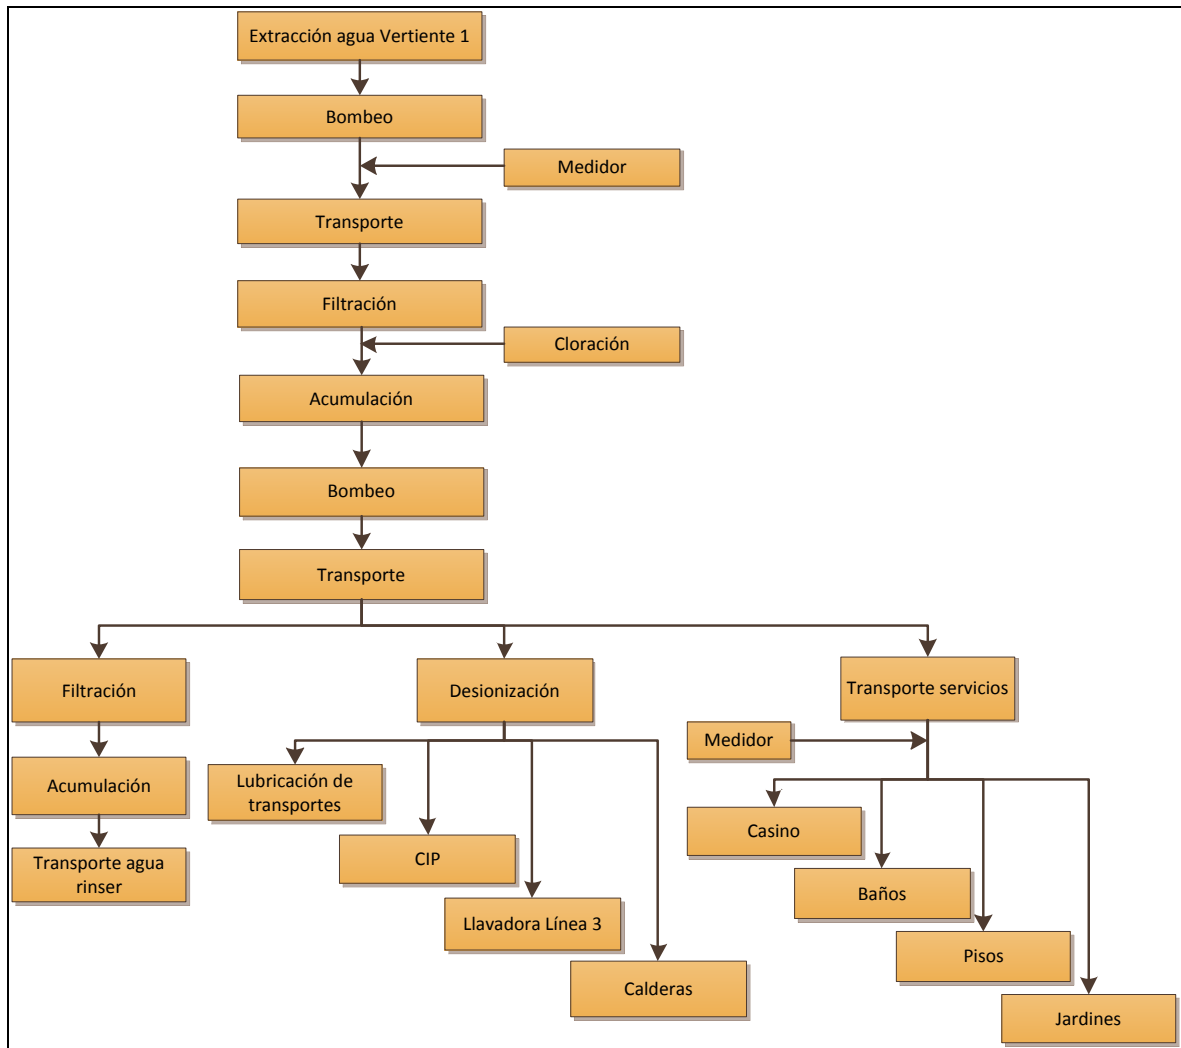 Extracción agua Vertiente 1
Bombeo
Medidor
Transporte
Filtración
Cloración
Acumulación
Bombeo
Transporte
Filtración
Desionización
Transporte servicios
Medidor
Acumulación
Lubricación de
transportes
Casino
Transporte agua
rinser
CIP
Baños
Llavadora Línea 3
Pisos
Calderas
Jardines